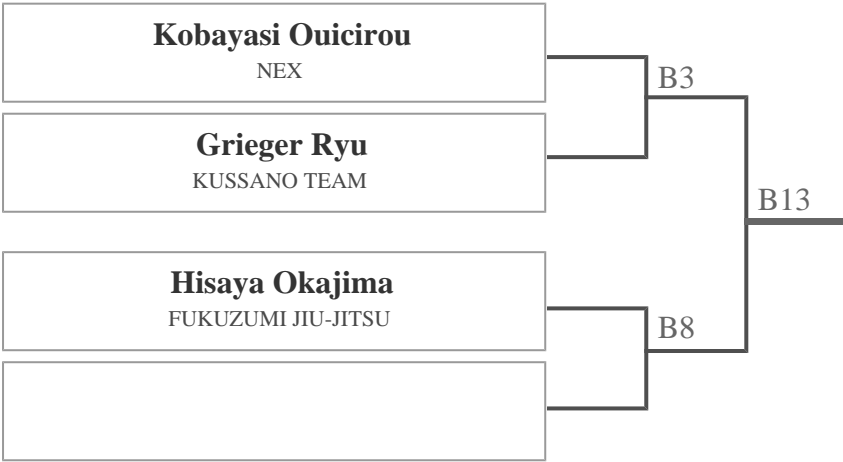 Kobayasi Ouicirou
NEX
B3
Grieger Ryu
KUSSANO TEAM
B13
Hisaya Okajima
FUKUZUMI JIU-JITSU
B8